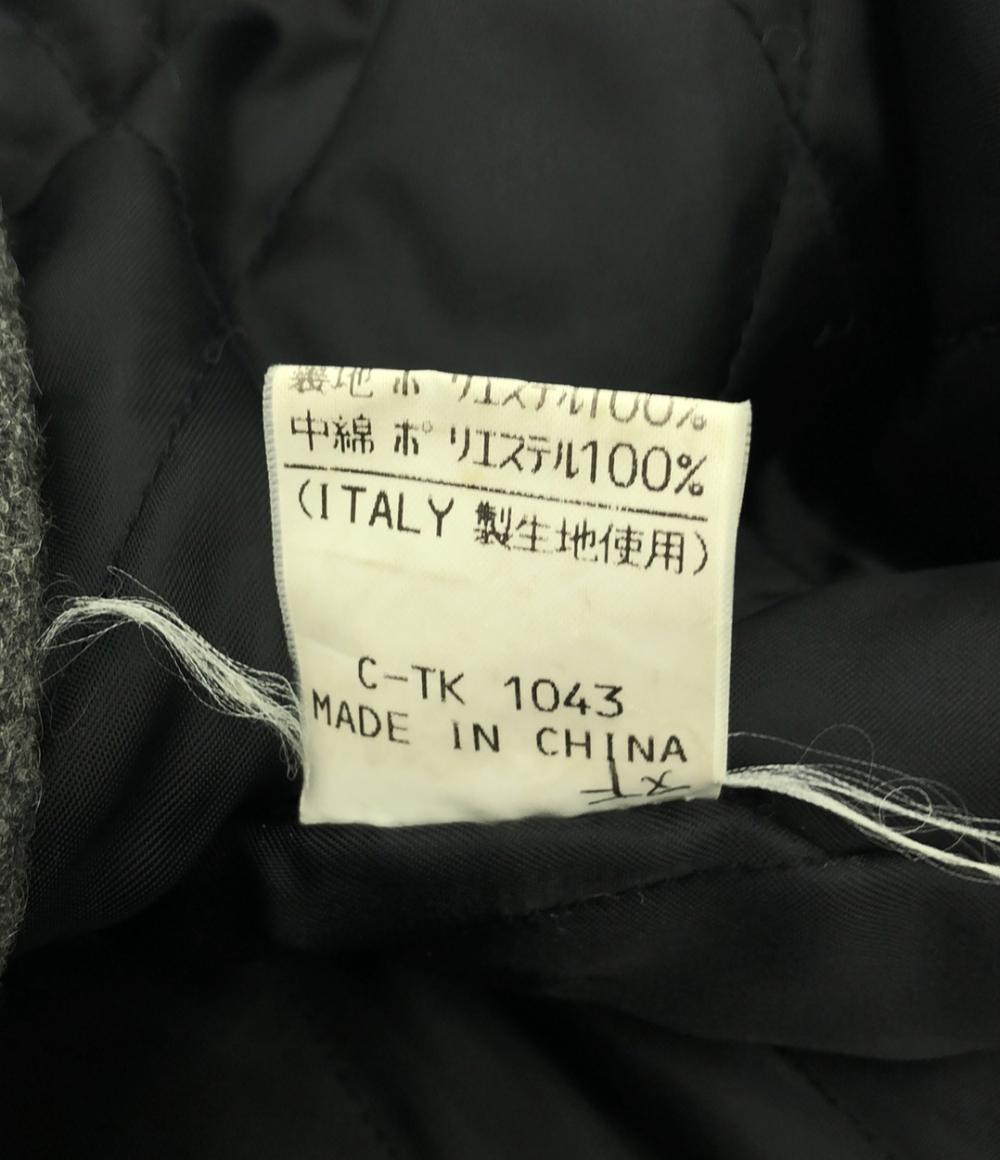 裏地 ポリエステル100%
中綿 ポリエステル100%
(ITALY 製生地使用)
C-TK 1043
MADE IN CHINA